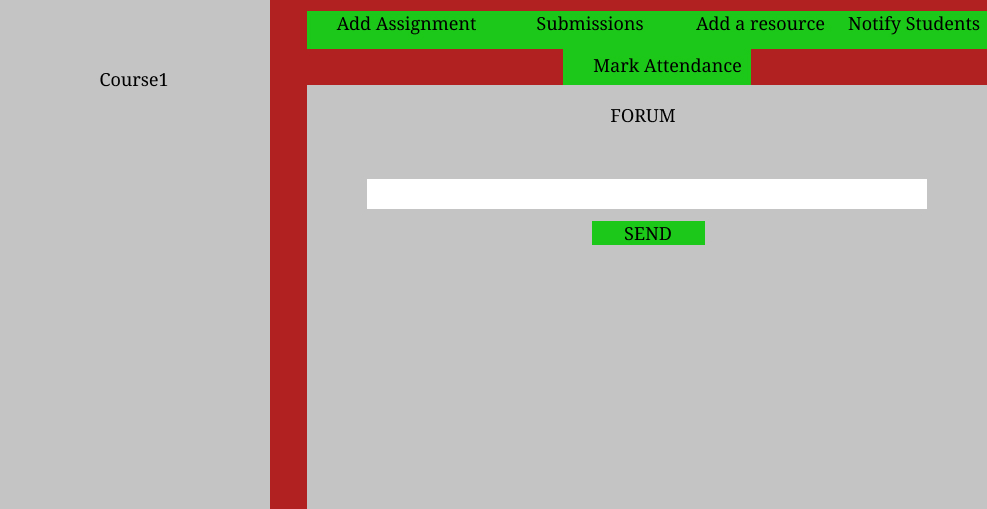 Course1
Add Assignment Submissions Add a resource Notify Students
Mark Attendance
FORUM
SEND